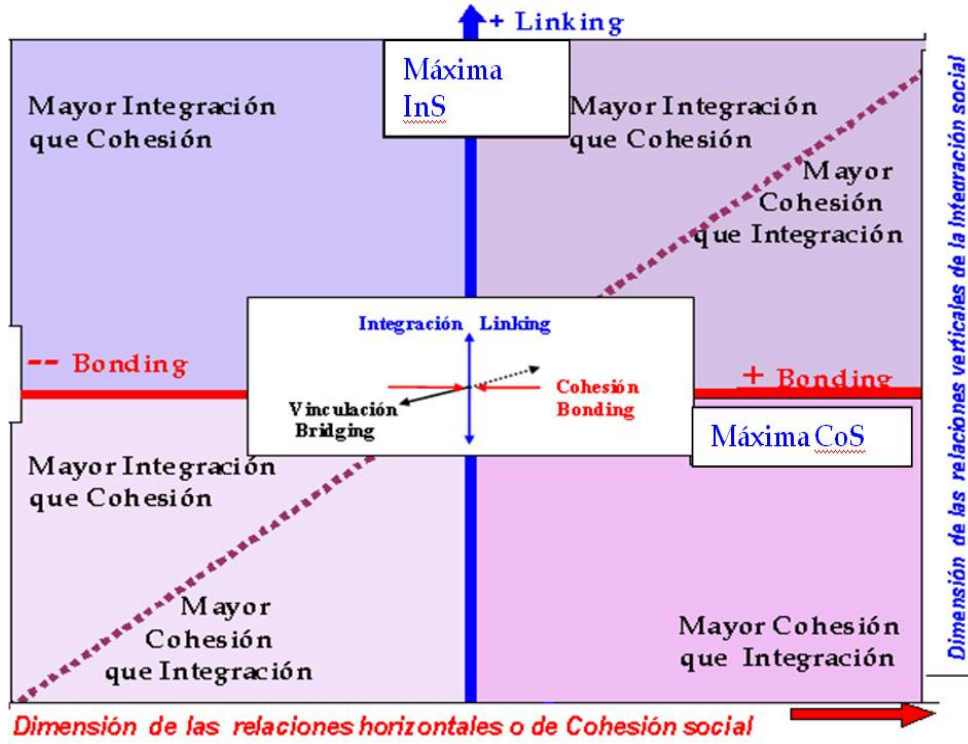 + Linking
Máxima
InS
Mayor Integración
que Cohesión
Mayor Integración
que Cohesión
Mayor
Cohesión
que Integración
Integración Linking
-- Bonding
+ Bonding
Cohesión
Bonding
Vinculación
Bridging
Máxima CoS
Mayor Integración
que Cohesión
Mayor
Cohesión
que Integración
Mayor Cohesión
que Integración
Dimensión de las relaciones verticales de la Integración social
Dimensión de las relaciones horizontales o de Cohesión social